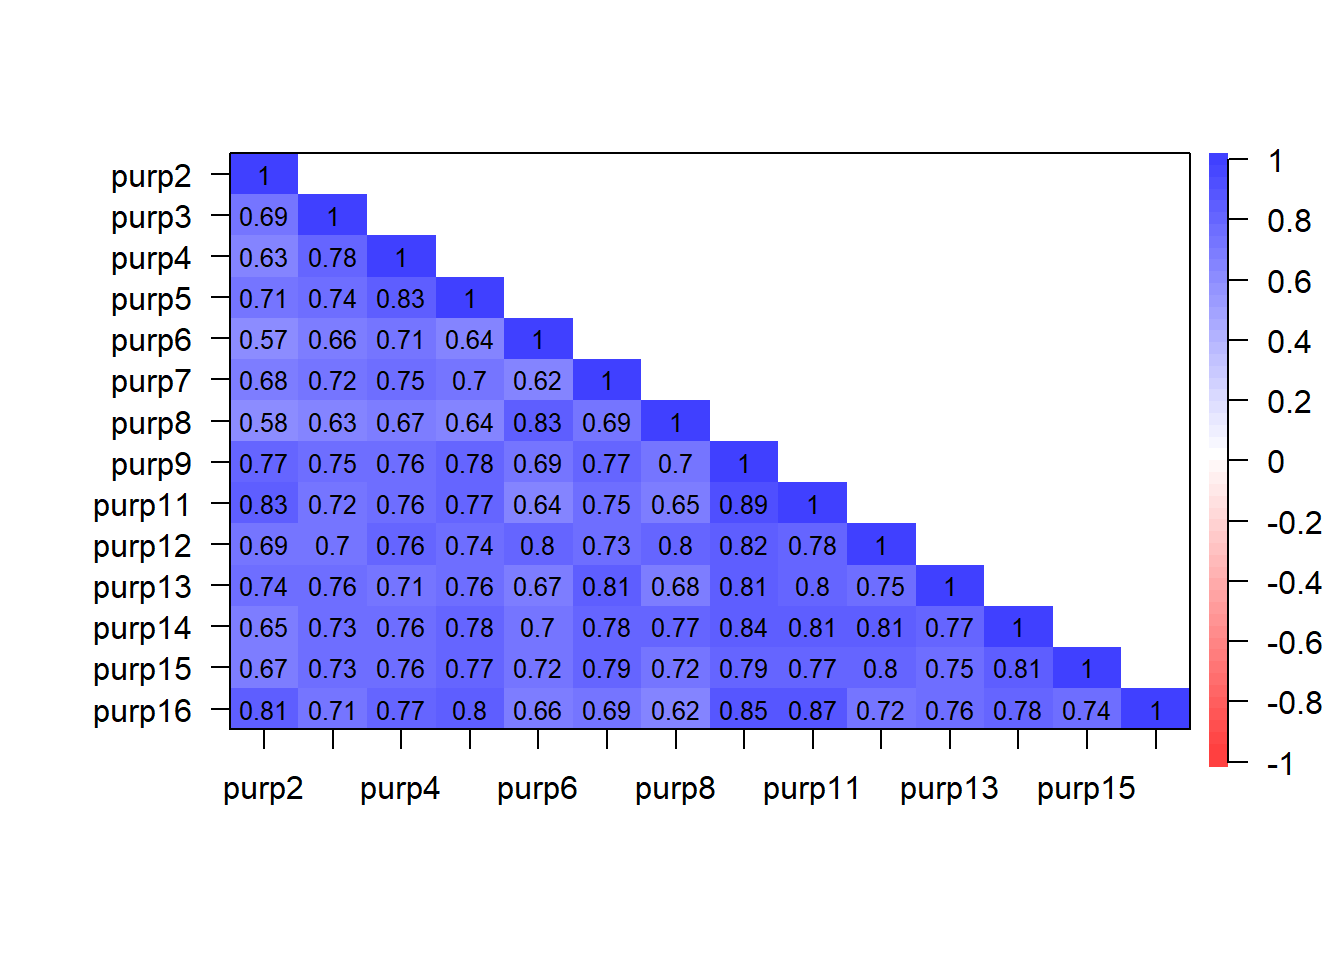 purp2 1
purp3 0.69 1
purp4 0.63 0.78 1
purp5 0.71 0.74 0.83 1
purp6 0.57 0.66 0.71 0.64 1
purp7 0.68 0.72 0.75 0.7 0.62 1
purp8 0.58 0.63 0.67 0.64 0.83 0.69 1
purp9 0.77 0.75 0.76 0.78 0.69 0.77 0.7 1
purp11 0.83 0.72 0.76 0.77 0.64 0.75 0.65 0.89 1
purp12 0.69 0.7 0.76 0.74 0.8 0.73 0.8 0.82 0.78 1
purp13 0.74 0.76 0.71 0.76 0.67 0.81 0.68 0.81 0.8 0.75 1
purp14 0.65 0.73 0.76 0.78 0.7 0.78 0.77 0.84 0.81 0.81 0.77 1
purp15 0.67 0.73 0.76 0.77 0.72 0.79 0.72 0.79 0.77 0.8 0.75 0.81 1
purp16 0.81 0.71 0.77 0.8 0.66 0.69 0.62 0.85 0.87 0.72 0.76 0.78 0.74 1
purp2 purp4 purp6 purp8 purp11 purp13 purp15
1
0.8
0.6
0.4
0.2
0
-0.2
-0.4
-0.6
-0.8
-1